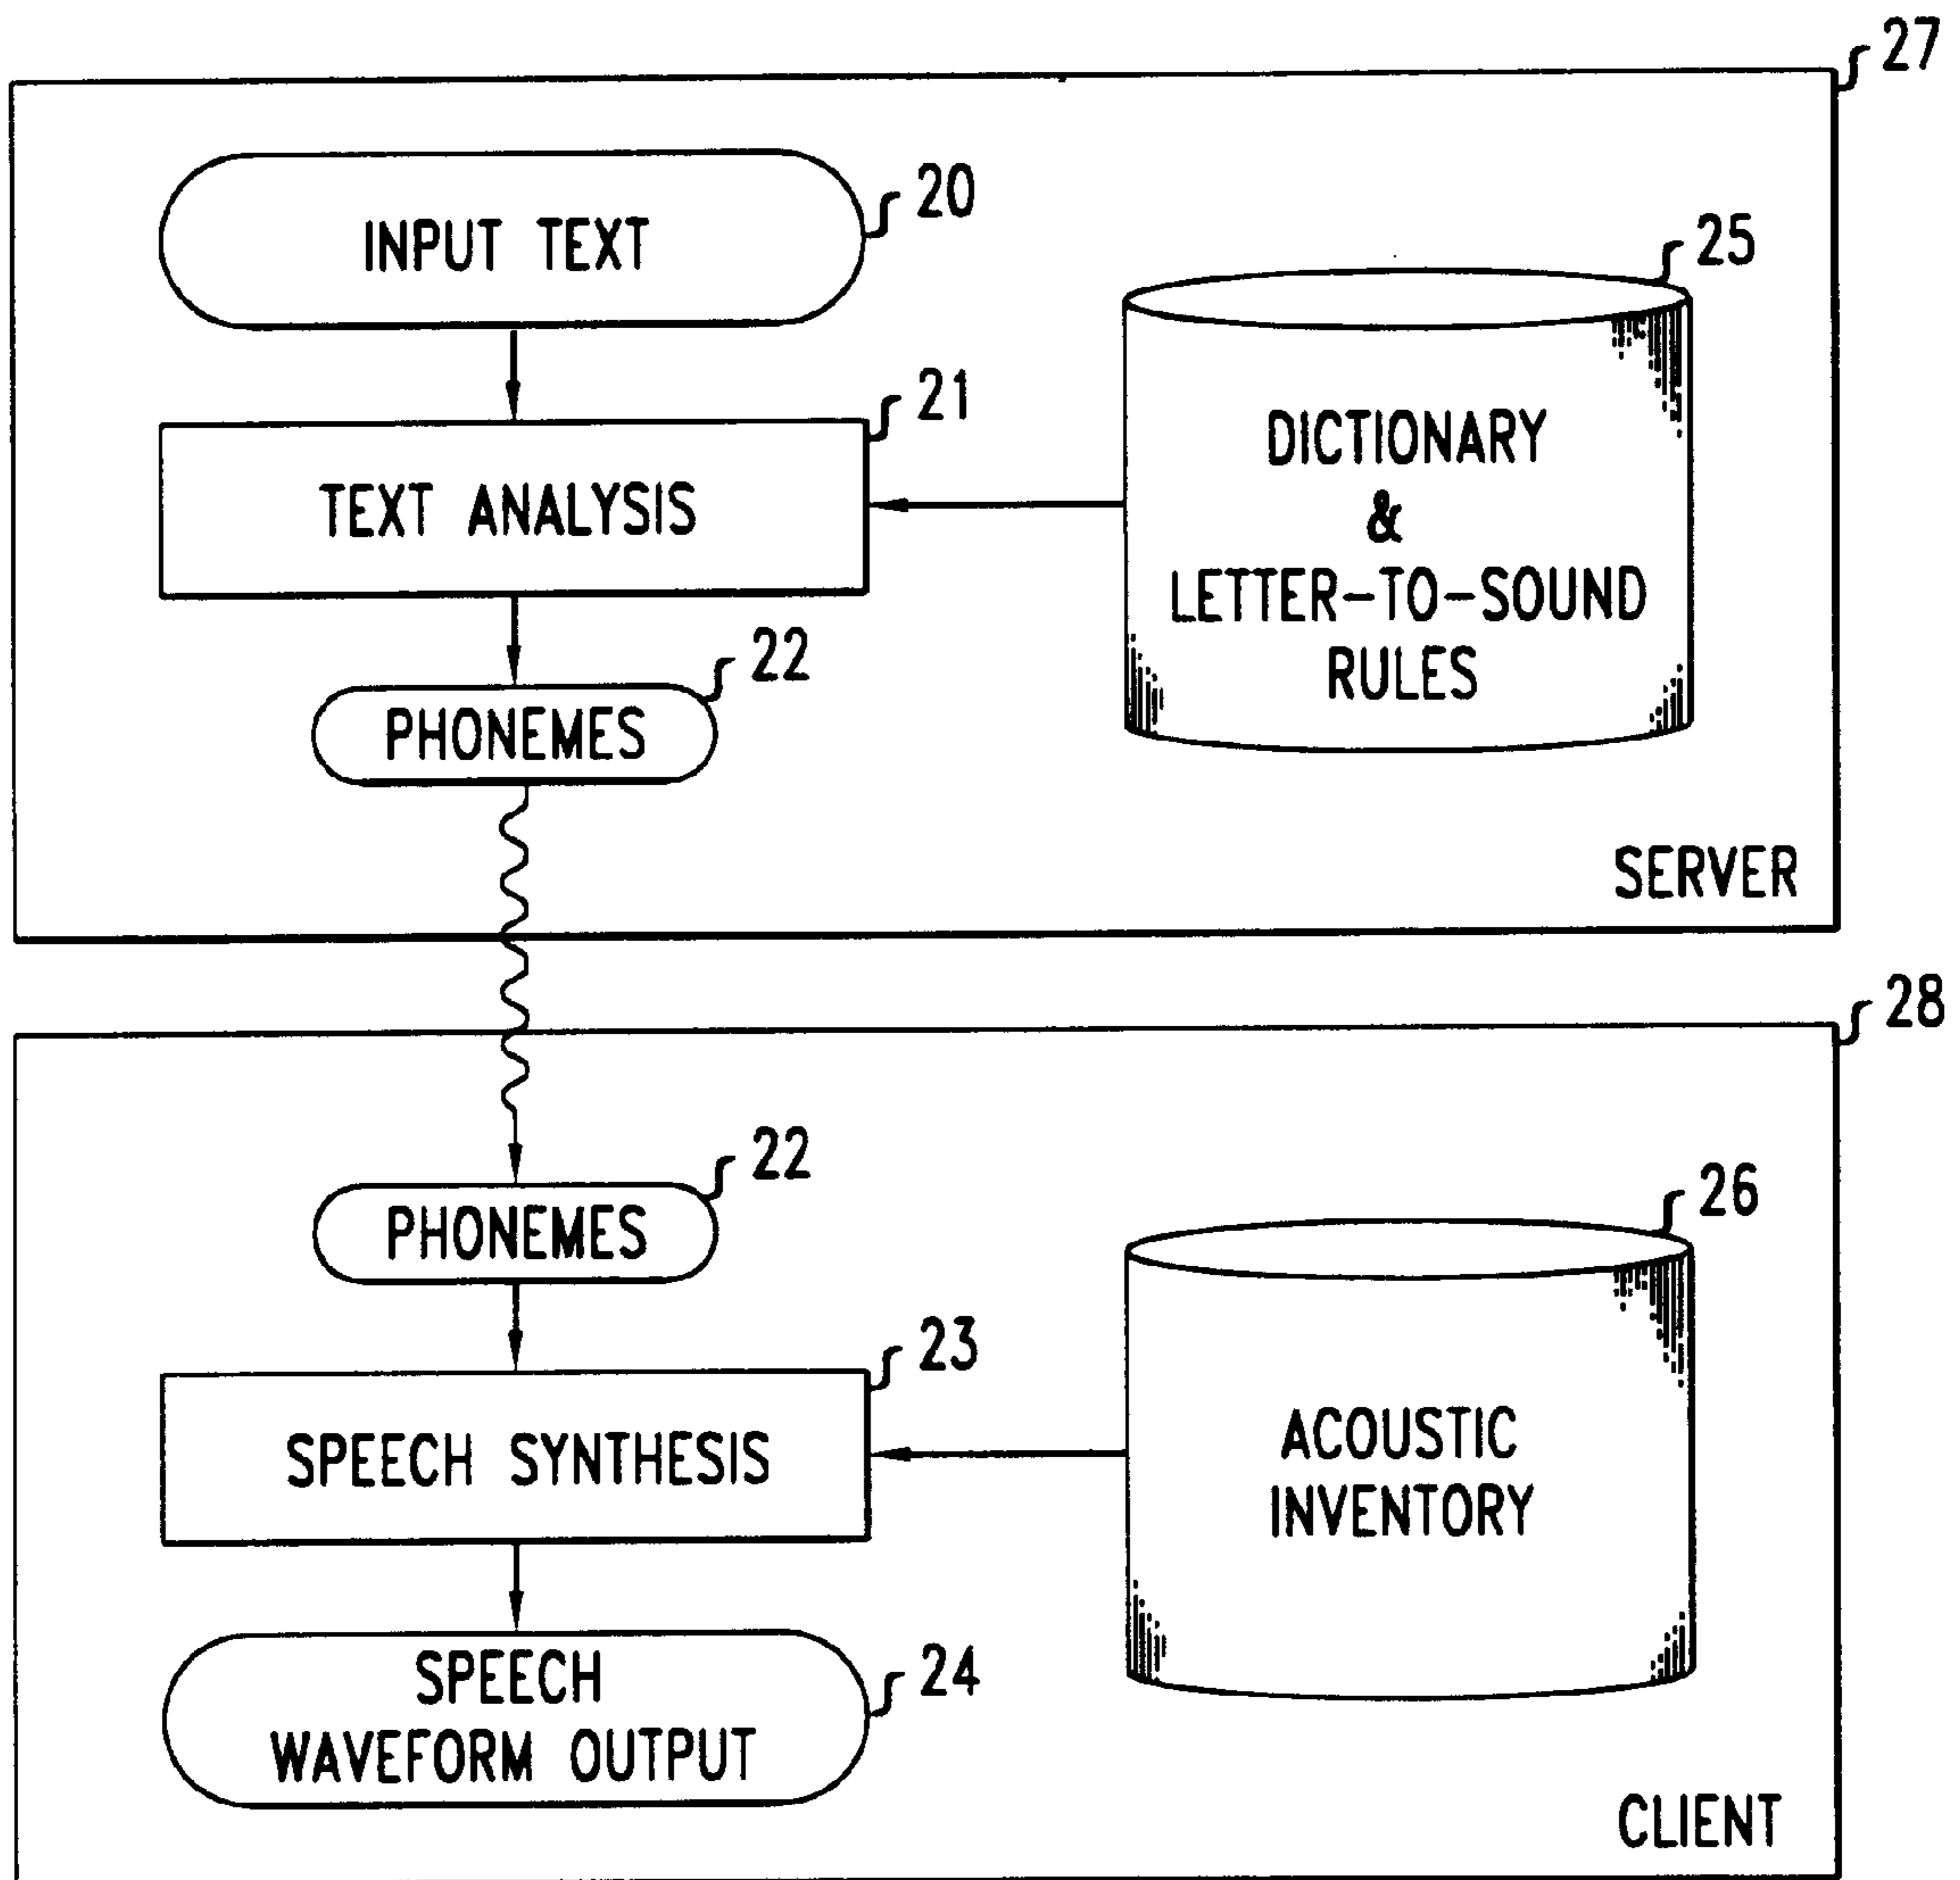 27
INPUT TEXT
20
25
TEXT ANALYSIS
21
DICTIONARY
&
LETTER-TO-SOUND
RULES
PHONEMES
22
SERVER
28
PHONEMES
22
26
SPEECH SYNTHESIS
23
ACOUSTIC
INVENTORY
SPEECH
WAVEFORM OUTPUT
24
CLIENT